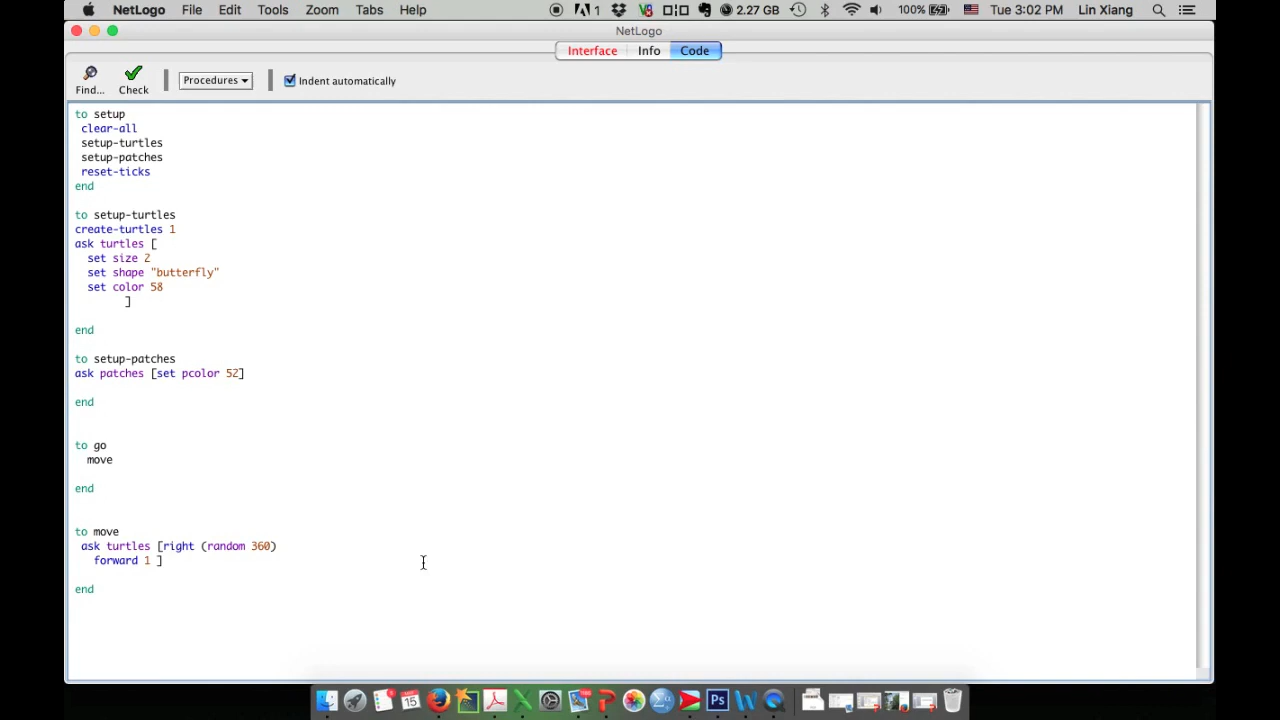 NetLogo File Edit Tools Zoom Tabs Help 1 2.27 GB 100% Tue 3:02 PM Lin Xiang
NetLogo
Interface Info Code
Find... Check Procedures Indent automatically
to setup
clear-all
setup-turtles
setup-patches
reset-ticks
end
to setup-turtles
create-turtles 1
ask turtles [
set size 2
set shape "butterfly"
set color 58
]
end
to setup-patches
ask patches [set pcolor 52]
end
to go
move
end
to move
ask turtles [right (random 360)
forward 1 ]
end
15 Ps